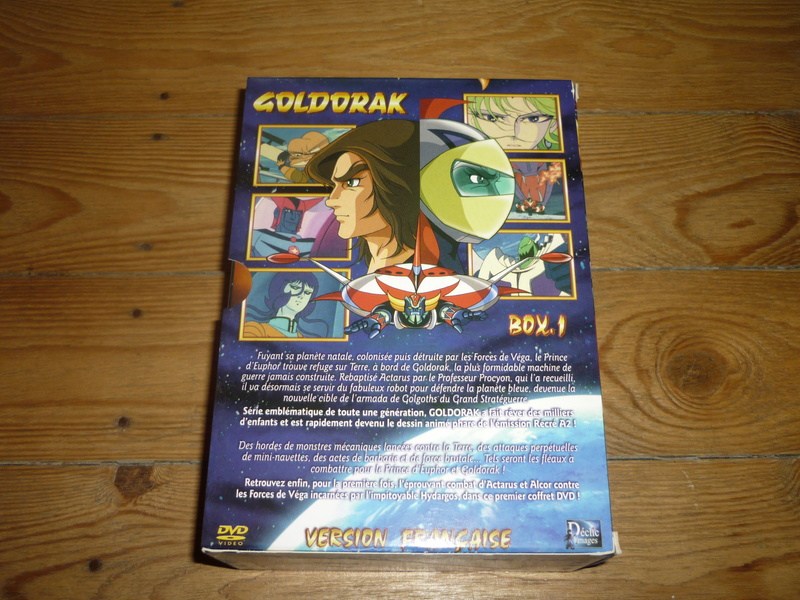 GOLDORAK
BOX.1
"Fuyant sa planète natale, colonisée puis détruite par les Forces de Véga, le Prince
d'Euphor trouve refuge sur Terre, à bord de Goldorak, la plus formidable machine de
guerre jamais construite. Rebaptisé Actarus par le Professeur Procyon, qui l'a recueilli,
il va désormais se servir du fabuleux robot pour défendre la planète bleue, devenue la
nouvelle cible de l'armada de Golgoths du Grand Stratéguerre.
Série emblématique de toute une génération, GOLDORAK fait rêver des milliers
d'enfants et est rapidement devenu le dessin animé phare de l'émission Récré A2 !
Des hordes de monstres mécaniques lancées contre la Terre, des attaques perpétuelles
de mini-navettes, des actes de barbarie et de force brutale... Tels seront les fléaux à
combattre pour le Prince d'Euphor et Goldorak !
Retrouvez enfin, pour la première fois, l'éprouvant combat d'Actarus et Alcor contre
les Forces de Véga incarnées par l'impitoyable Hydargos, dans ce premier coffret DVD !
DVD
VIDEO
VERSION FRANÇAISE
Déclic
images